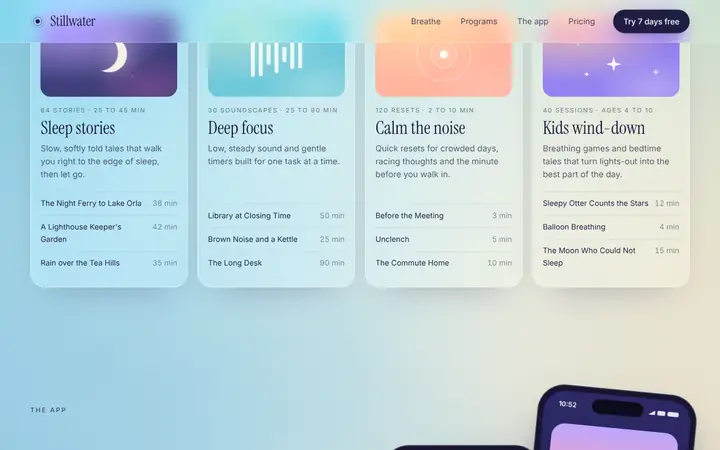 Stillwater
Breathe
Programs
The app
Pricing
Try 7 days free
64 STORIES · 25 TO 45 MIN
Sleep stories
Slow, softly told tales that walk
you right to the edge of sleep,
then let go.
The Night Ferry to Lake Orla 38 min
A Lighthouse Keeper's 42 min
Garden
Rain over the Tea Hills 35 min
30 SOUNDSCAPES · 25 TO 90 MIN
Deep focus
Low, steady sound and gentle
timers built for one task at a time.
Library at Closing Time 50 min
Brown Noise and a Kettle 25 min
The Long Desk 90 min
120 RESETS · 2 TO 10 MIN
Calm the noise
Quick resets for crowded days,
racing thoughts and the minute
before you walk in.
Before the Meeting 3 min
Unclench 5 min
The Commute Home 10 min
40 SESSIONS · AGES 4 TO 10
Kids wind-down
Breathing games and bedtime
tales that turn lights-out into the
best part of the day.
Sleepy Otter Counts the Stars 12 min
Balloon Breathing 4 min
The Moon Who Could Not 15 min
Sleep
THE APP
10:52